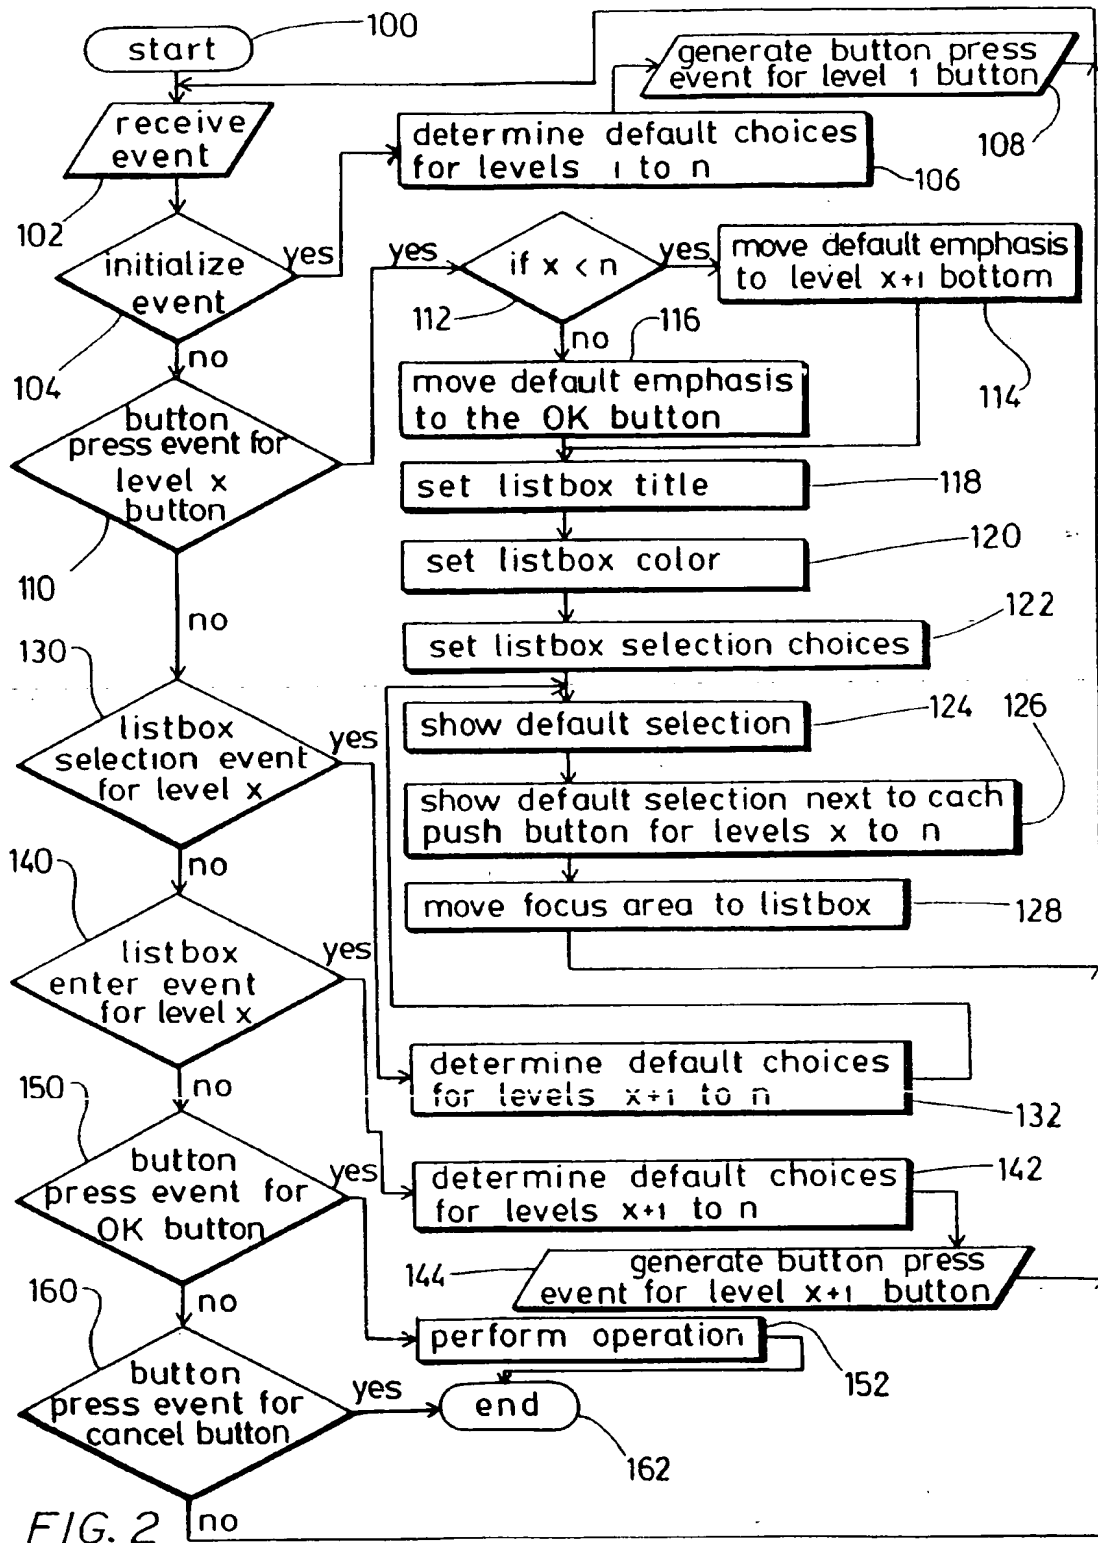 start
100
generate button press
event for level 1 button
108
receive
event
102
determine default choices
for levels 1 to n
106
initialize
event
yes
104
no
yes
if x < n
112
yes
move default emphasis
to level x+1 bottom
114
no
116
move default emphasis
to the OK button
button
press event for
level x
button
110
set listbox title
118
set listbox color
120
no
set listbox selection choices
122
130
listbox
selection event
for level x
yes
show default selection
124
126
show default selection next to cach
push button for levels x to n
no
140
move focus area to listbox
128
listbox
enter event
for level x
yes
determine default choices
for levels x+1 to n
132
no
150
button
press event for
OK button
yes
determine default choices
for levels x+1 to n
142
144
generate button press
event for level x+1 button
no
160
perform operation
152
button
press event for
cancel button
yes
end
162
no
FIG. 2